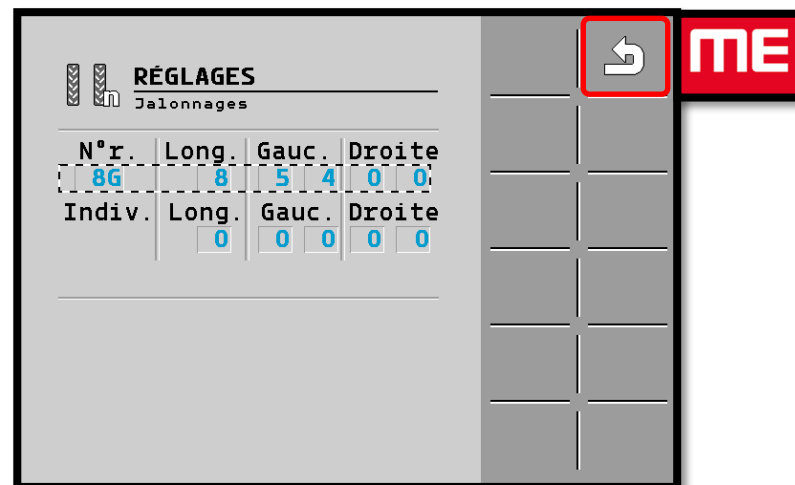 RÉGLAGES
Jalonnages
N°r. Long. Gauc. Droite
8G 8 5 4 0 0
Indiv. Long. Gauc. Droite
0 0 0 0 0
n
ME